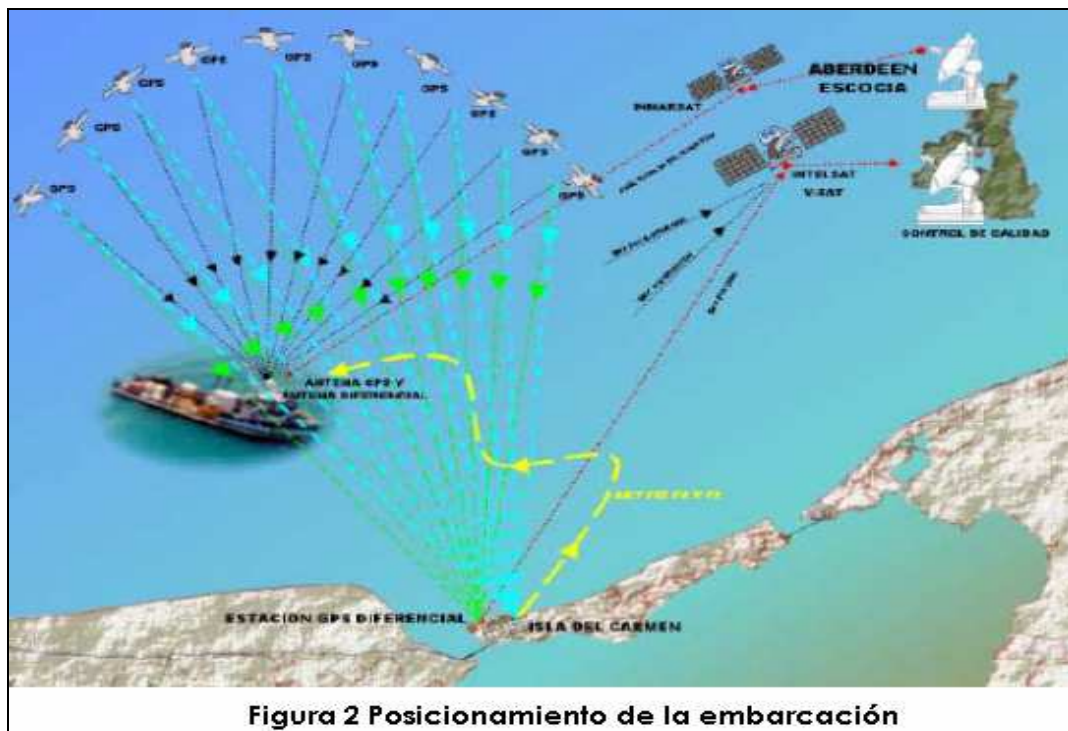 GPS
GPS
GPS
GPS
GPS
GPS
GPS
GPS
GPS
INMARSAT
ABERDEEN
ESCOCIA
INTELSAT
V-SAT
CONTROL DE CALIDAD
ANTENA GPS Y
ANTENA DIFERENCIAL
ESTACION GPS DIFERENCIAL
ISLA DEL CARMEN
Figura 2 Posicionamiento de la embarcación